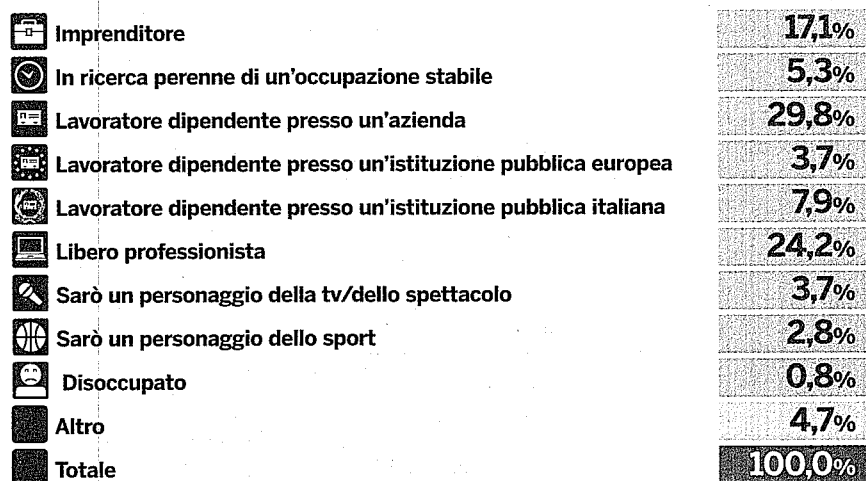 Imprenditore 17,1%
In ricerca perenne di un'occupazione stabile 5,3%
Lavoratore dipendente presso un'azienda 29,8%
Lavoratore dipendente presso un'istituzione pubblica europea 3,7%
Lavoratore dipendente presso un'istituzione pubblica italiana 7,9%
Libero professionista 24,2%
Sarò un personaggio della tv/dello spettacolo 3,7%
Sarò un personaggio dello sport 2,8%
Disoccupato 0,8%
Altro 4,7%
Totale 100,0%